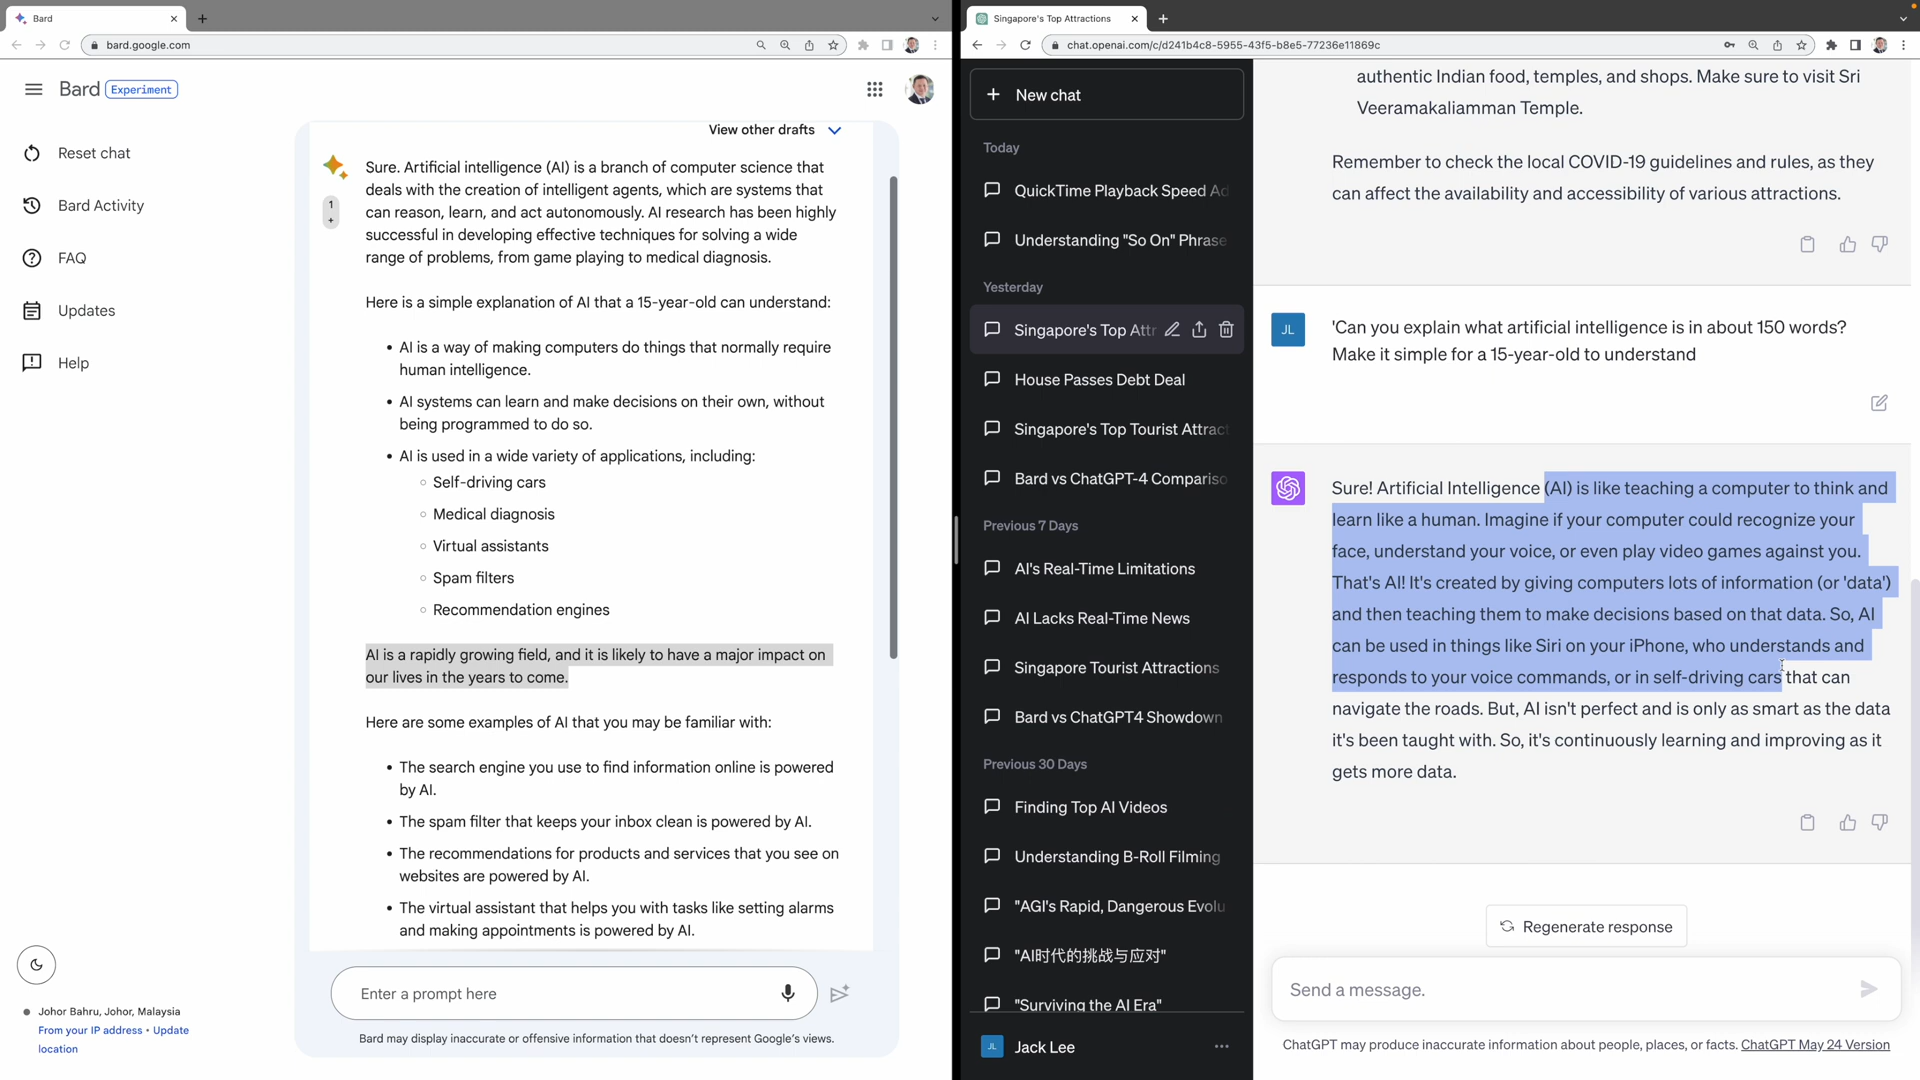 Bard
bard.google.com
Bard Experiment
Reset chat
Bard Activity
FAQ
Updates
Help
Johor Bahru, Johor, Malaysia
From your IP address • Update
location
View other drafts
1
+
Sure. Artificial intelligence (AI) is a branch of computer science that
deals with the creation of intelligent agents, which are systems that
can reason, learn, and act autonomously. AI research has been highly
successful in developing effective techniques for solving a wide
range of problems, from game playing to medical diagnosis.
Here is a simple explanation of AI that a 15-year-old can understand:
• AI is a way of making computers do things that normally require
human intelligence.
• AI systems can learn and make decisions on their own, without
being programmed to do so.
• AI is used in a wide variety of applications, including:
○ Self-driving cars
○ Medical diagnosis
○ Virtual assistants
○ Spam filters
○ Recommendation engines
AI is a rapidly growing field, and it is likely to have a major impact on
our lives in the years to come.
Here are some examples of AI that you may be familiar with:
• The search engine you use to find information online is powered
by AI.
• The spam filter that keeps your inbox clean is powered by AI.
• The recommendations for products and services that you see on
websites are powered by AI.
• The virtual assistant that helps you with tasks like setting alarms
and making appointments is powered by AI.
Enter a prompt here
Bard may display inaccurate or offensive information that doesn't represent Google's views.
Singapore's Top Attractions
chat.openai.com/c/d241b4c8-5955-43f5-b8e5-77236e11869c
New chat
Today
QuickTime Playback Speed Ad
Understanding "So On" Phrase
Yesterday
Singapore's Top Attr
House Passes Debt Deal
Singapore's Top Tourist Attract
Bard vs ChatGPT-4 Compariso
Previous 7 Days
AI's Real-Time Limitations
AI Lacks Real-Time News
Singapore Tourist Attractions
Bard vs ChatGPT4 Showdown
Previous 30 Days
Finding Top AI Videos
Understanding B-Roll Filming
"AGI's Rapid, Dangerous Evolu
"AI时代的挑战与应对"
"Surviving the AI Era"
JL
Jack Lee
authentic Indian food, temples, and shops. Make sure to visit Sri
Veeramakaliamman Temple.
Remember to check the local COVID-19 guidelines and rules, as they
can affect the availability and accessibility of various attractions.
JL
'Can you explain what artificial intelligence is in about 150 words?
Make it simple for a 15-year-old to understand
Sure! Artificial Intelligence (AI) is like teaching a computer to think and
learn like a human. Imagine if your computer could recognize your
face, understand your voice, or even play video games against you.
That's AI! It's created by giving computers lots of information (or 'data')
and then teaching them to make decisions based on that data. So, AI
can be used in things like Siri on your iPhone, who understands and
responds to your voice commands, or in self-driving cars that can
navigate the roads. But, AI isn't perfect and is only as smart as the data
it's been taught with. So, it's continuously learning and improving as it
gets more data.
Regenerate response
Send a message.
ChatGPT may produce inaccurate information about people, places, or facts. ChatGPT May 24 Version